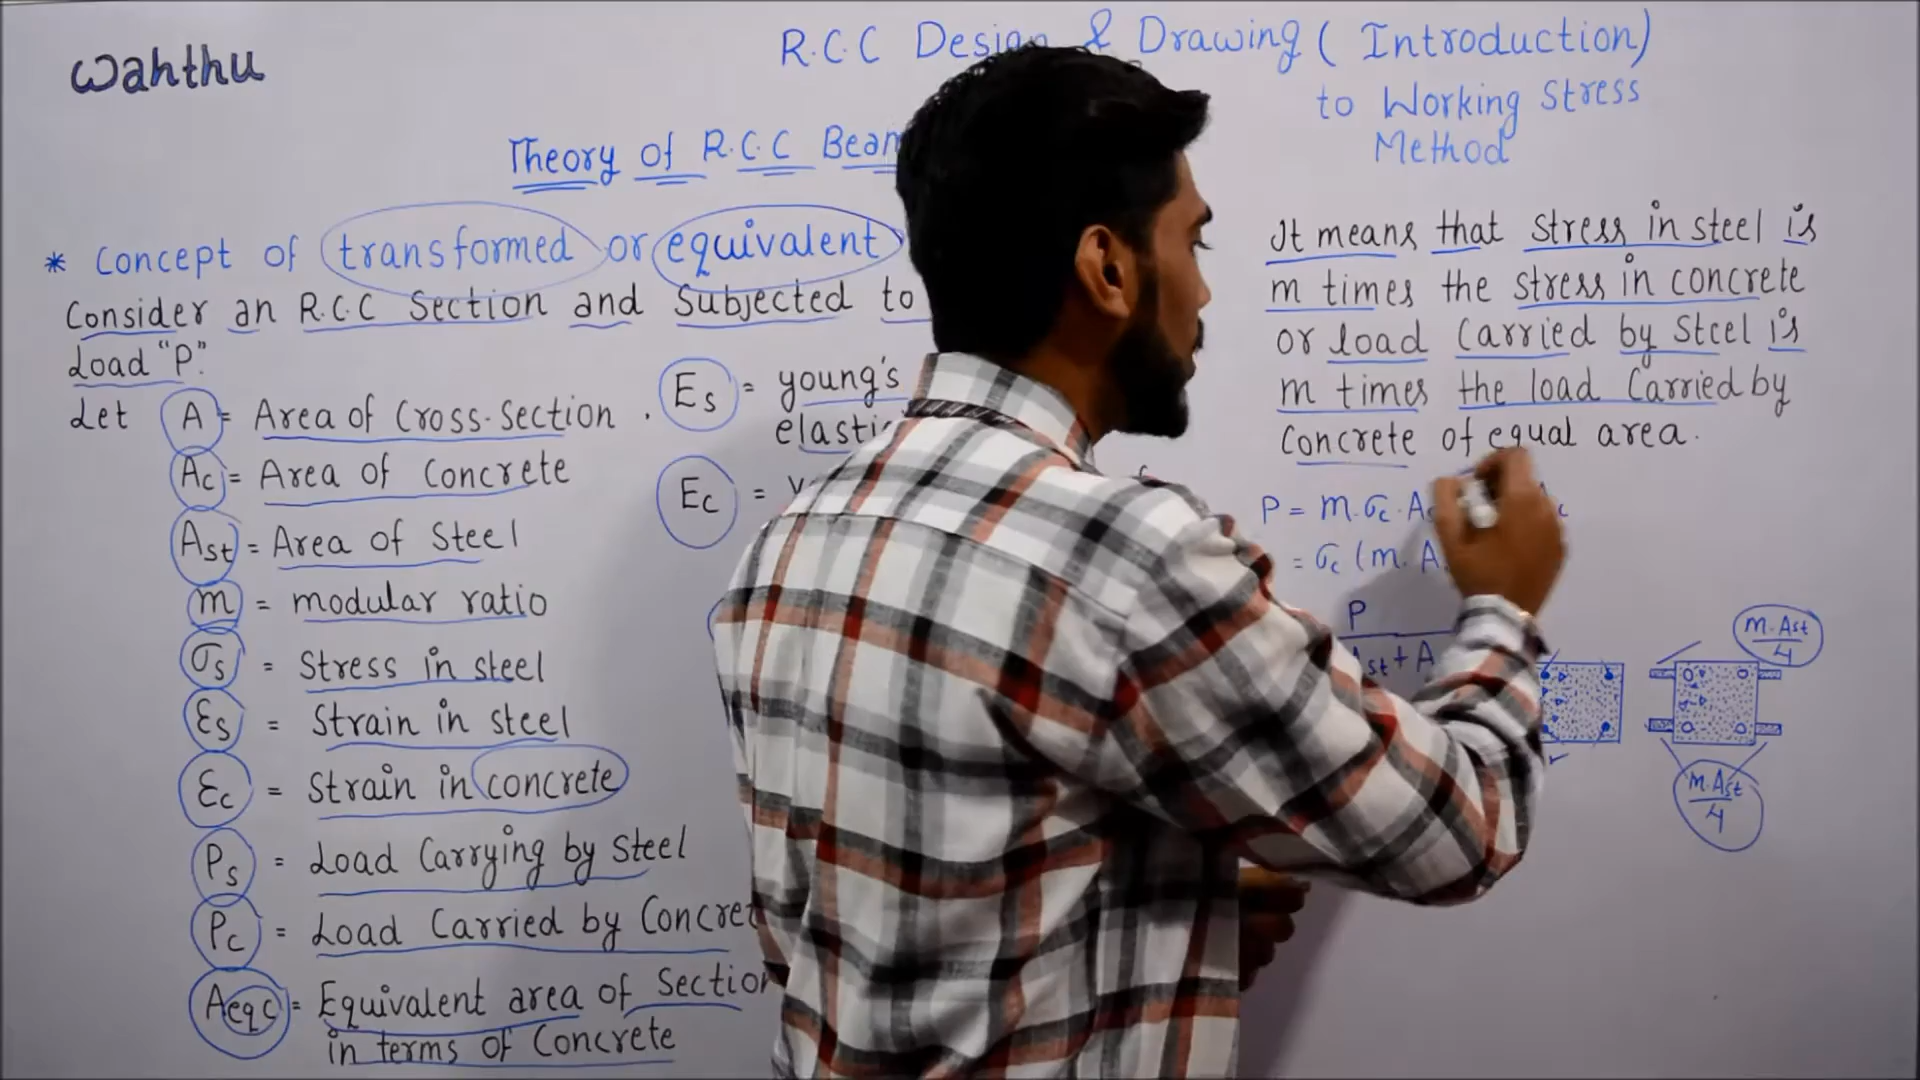 wahthu
R.C.C Design & Drawing ( Introduction)
to Working Stress
Method
Theory of R.C.C
* Concept of transformed or equivalent
Consider an R.C.C Section and Subjected to
Load "P".
Let A = Area of Cross-Section .
Ac = Area of Concrete
Ast = Area of Steel
m = modular ratio
σs = Stress in steel
εs = Strain in steel
εc = Strain in concrete
Ps = Load Carrying by steel
Pc = Load Carried by
Aeqc = Equivalent area of Section
in terms of Concrete
Es = young's
Ec =
It means that stress in steel is
m times the stress in concrete
or load Carried by Steel is
m times the load Carried by
Concrete of equal area.
P = m.σc.A
= σc (m. A
P
st + A
m.Ast
4
m.Ast
4